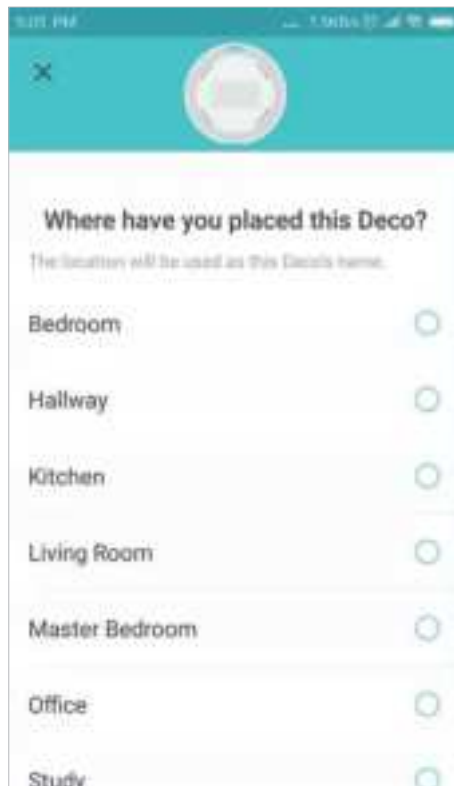 Where have you placed this Deco?
The location will be used as this Deco's name.
Bedroom
Hallway
Kitchen
Living Room
Master Bedroom
Office
Study